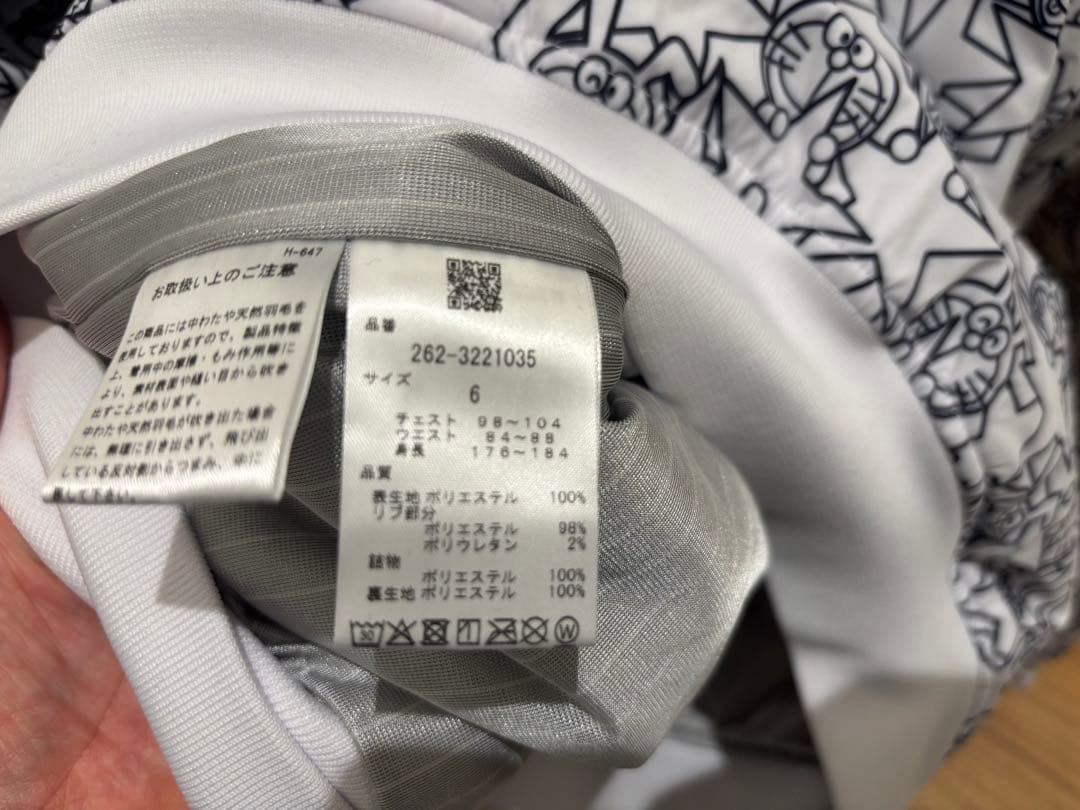 H-647
お取扱い上のご注意
この商品には中わたや天然羽毛を
使用しておりますので、製品特徴
上、着用中の摩擦・もみ作用等に
より、素材表面や縫い目から吹き
出すことがあります。
中わたや天然羽毛が吹き出た場合
には、無理に引き出さず、飛び出
している反対側からつまみ、中に
戻して下さい。
品番
262-3221035
サイズ
6
チェスト 98～104
ウエスト 84～88
身長 176～184
品質
表生地 ポリエステル 100%
リブ部分
ポリエステル 98%
ポリウレタン 2%
詰物
ポリエステル 100%
裏生地 ポリエステル 100%
30 W